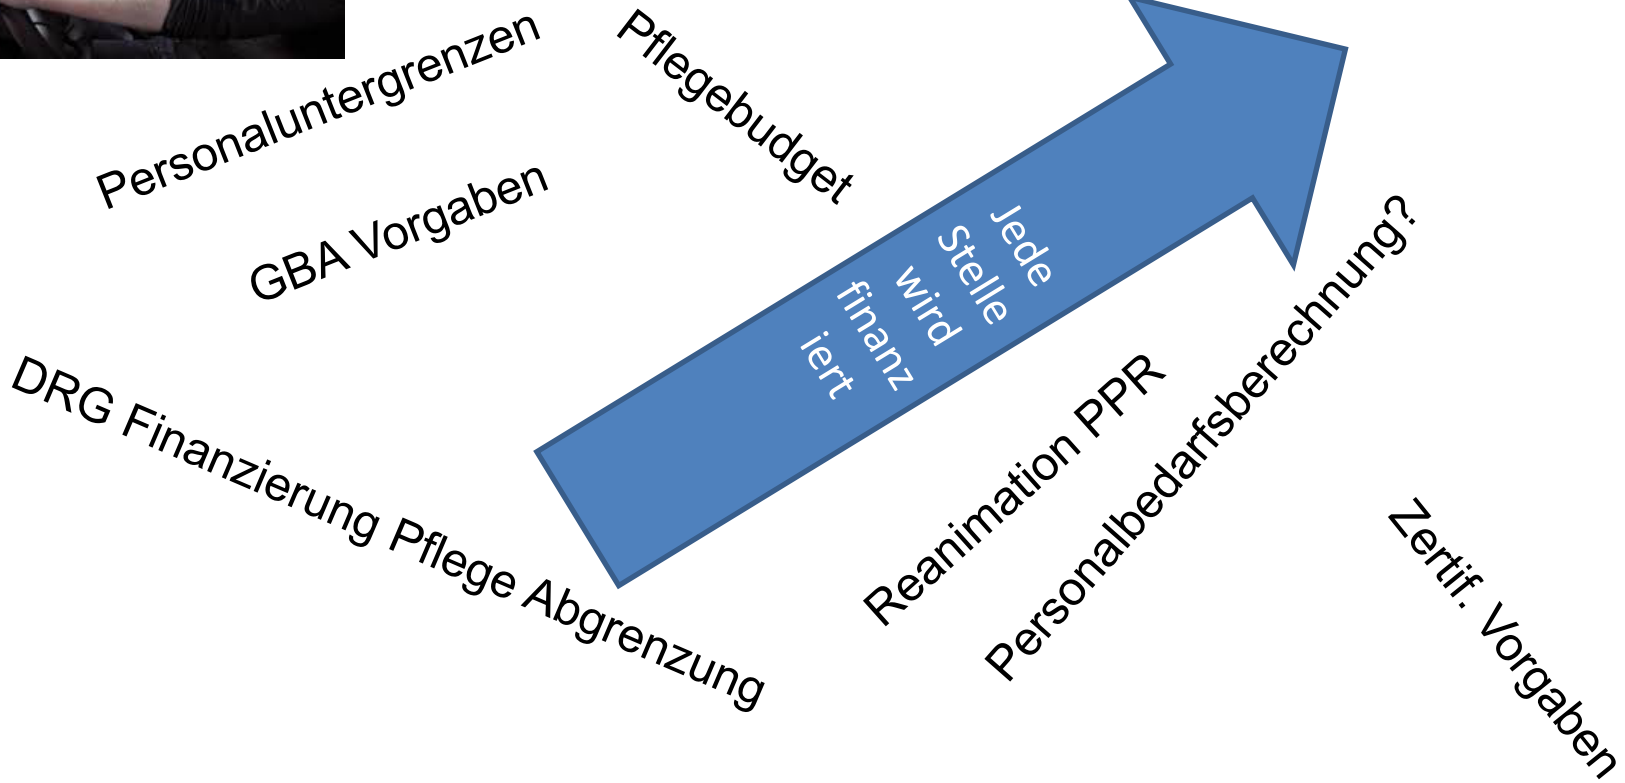 Personaluntergrenzen
Pflegebudget
GBA Vorgaben
Jede
Stelle
wird
finanz
iert
DRG Finanzierung Pflege Abgrenzung
Reanimation PPR
Personalbedarfsberechnung?
Zertif. Vorgaben